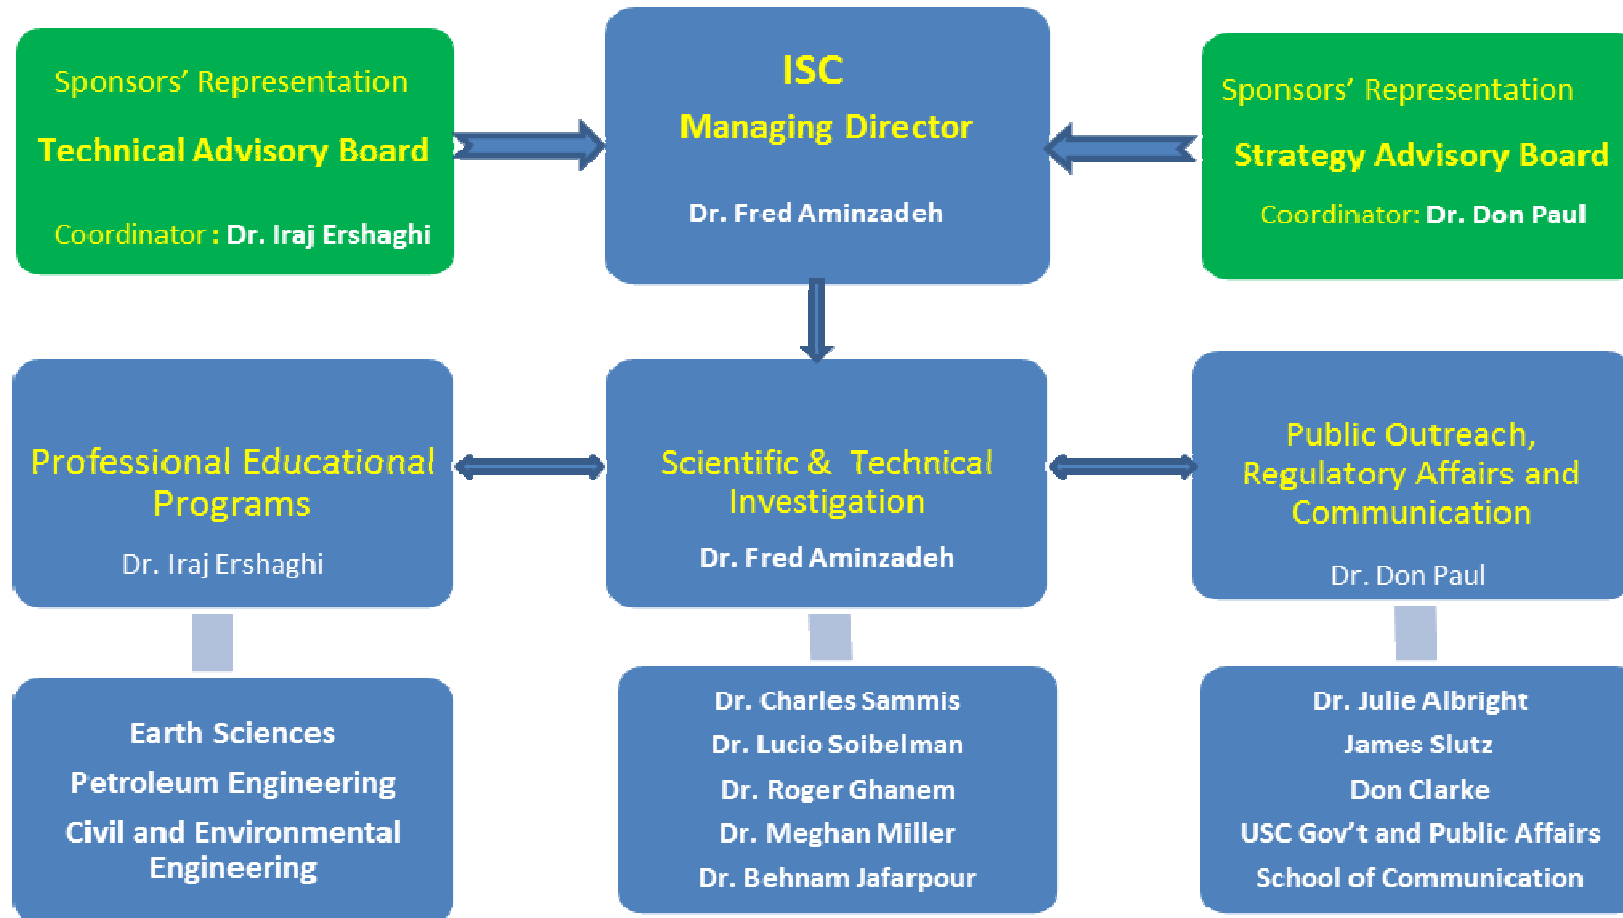 Sponsors’ Representation
Technical Advisory Board
Coordinator : Dr. Iraj Ershaghi
ISC
Managing Director
Dr. Fred Aminzadeh
Sponsors’ Representation
Strategy Advisory Board
Coordinator: Dr. Don Paul
Professional Educational
Programs
Dr. Iraj Ershaghi
Scientific & Technical
Investigation
Dr. Fred Aminzadeh
Public Outreach,
Regulatory Affairs and
Communication
Dr. Don Paul
Earth Sciences
Petroleum Engineering
Civil and Environmental
Engineering
Dr. Charles Sammis
Dr. Lucio Soibelman
Dr. Roger Ghanem
Dr. Meghan Miller
Dr. Behnam Jafarpour
Dr. Julie Albright
James Slutz
Don Clarke
USC Gov’t and Public Affairs
School of Communication